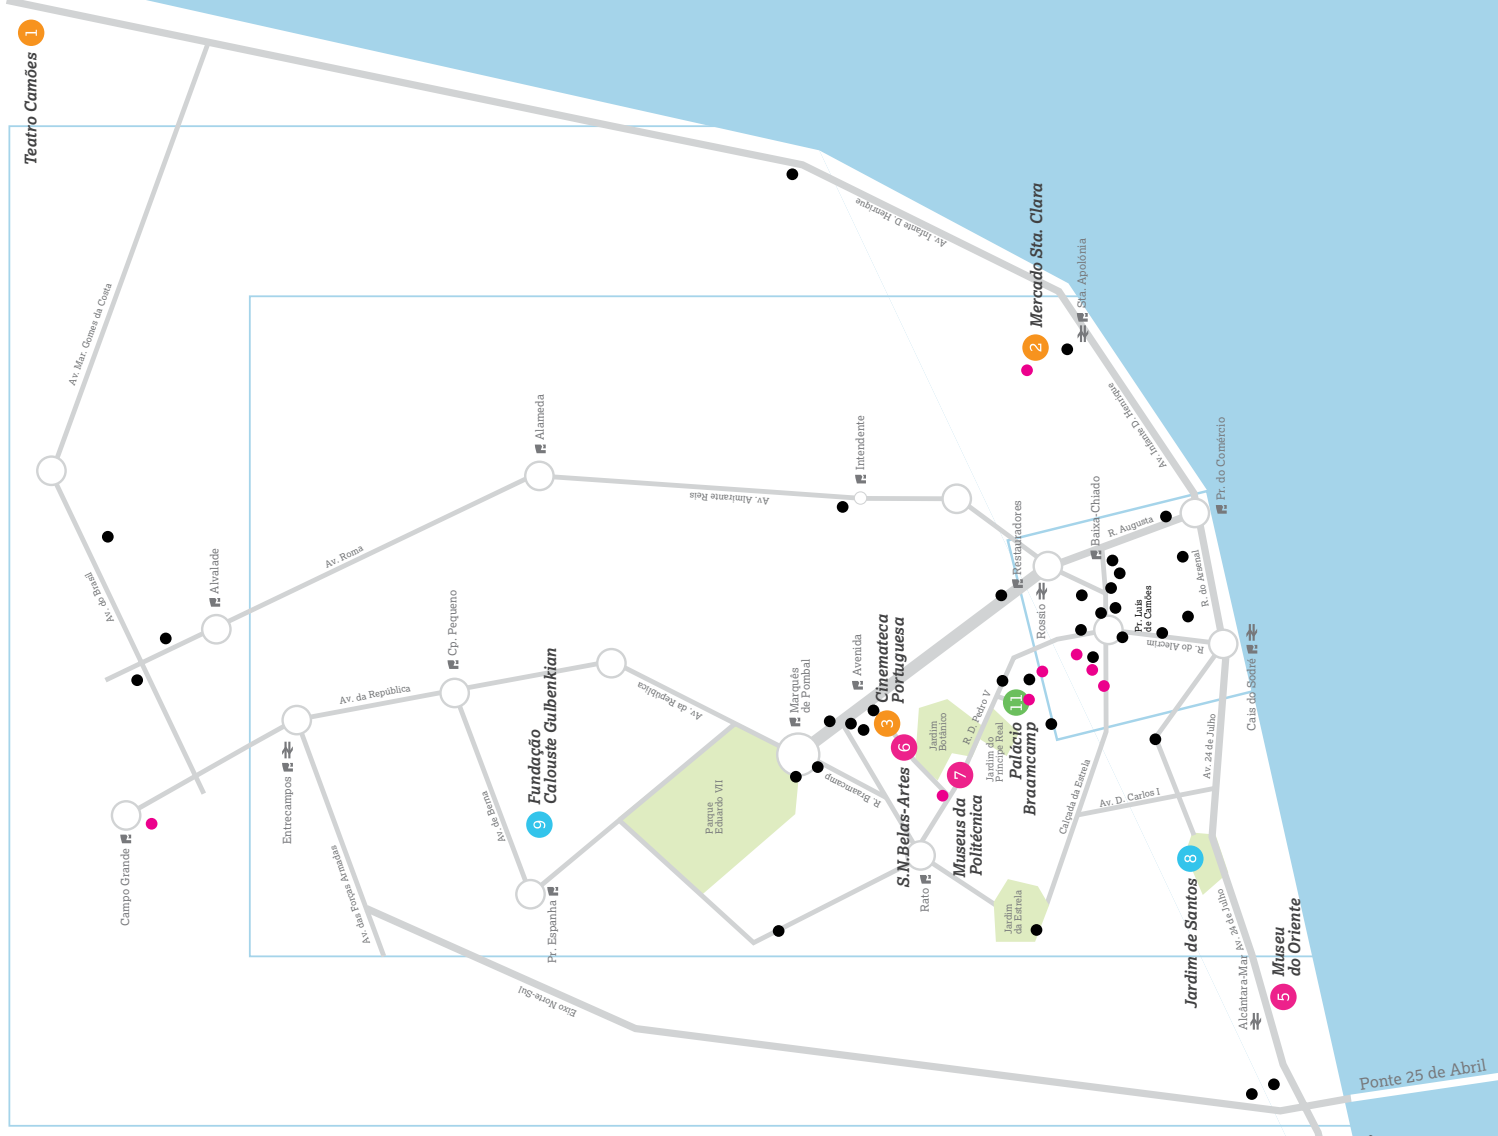 1
Teatro Camões
Av. Mar. Gomes da Costa
Av. Infante D. Henrique
2
Mercado Sta. Clara
Sta. Apolónia
Av. Infante D. Henrique
Pr. do Comércio
Alameda
Intendente
Av. Almirante Reis
Restauradores
Baixa-Chiado
R. Augusta
Av. Roma
Alvalade
Av. do Brasil
R. do Arsenal
Rossio
Pr. Luis
de Camões
R. do Alecrim
Cais do Sodré
Cp. Pequeno
Av. da República
Av. da República
Entrecampos
Campo Grande
Av. das Forças Armadas
Av. de Berna
9
Fundação
Calouste Gulbenkian
Pr. Espanha
Marquês
de Pombal
Avenida
3
Cinemateca
Portuguesa
6
S.N.Belas-Artes
7
Museus da
Politécnica
11
Palácio
Braamcamp
Jardim
Botânico
R. D. Pedro V
Jardim do
Príncipe Real
R. Braamcamp
Parque
Eduardo VII
Rato
Jardim
da Estrela
Calçada da Estrela
Av. D. Carlos I
Av. 24 de Julho
8
Jardim de Santos
Av. 24 de Julho
Alcântara-Mar
5
Museu
do Oriente
Eixo Norte-Sul
Ponte 25 de Abril